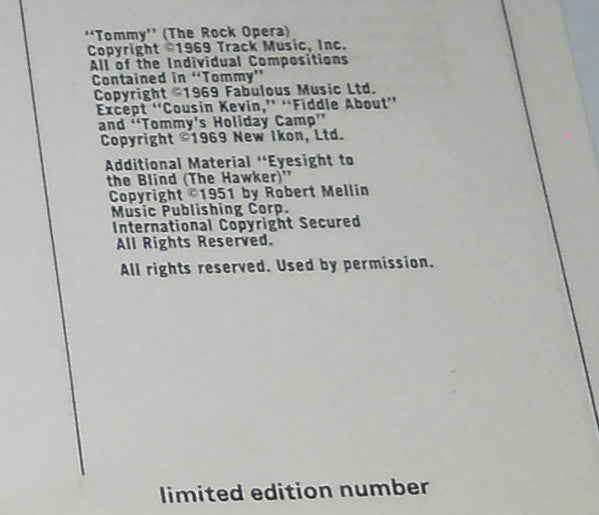 "Tommy" (The Rock Opera)
Copyright ©1969 Track Music, Inc.
All of the Individual Compositions
Contained in "Tommy"
Copyright ©1969 Fabulous Music Ltd.
Except "Cousin Kevin," "Fiddle About"
and "Tommy's Holiday Camp"
Copyright ©1969 New Ikon, Ltd.
Additional Material "Eyesight to
the Blind (The Hawker)"
Copyright ©1951 by Robert Mellin
Music Publishing Corp.
International Copyright Secured
All Rights Reserved.
All rights reserved. Used by permission.
limited edition number